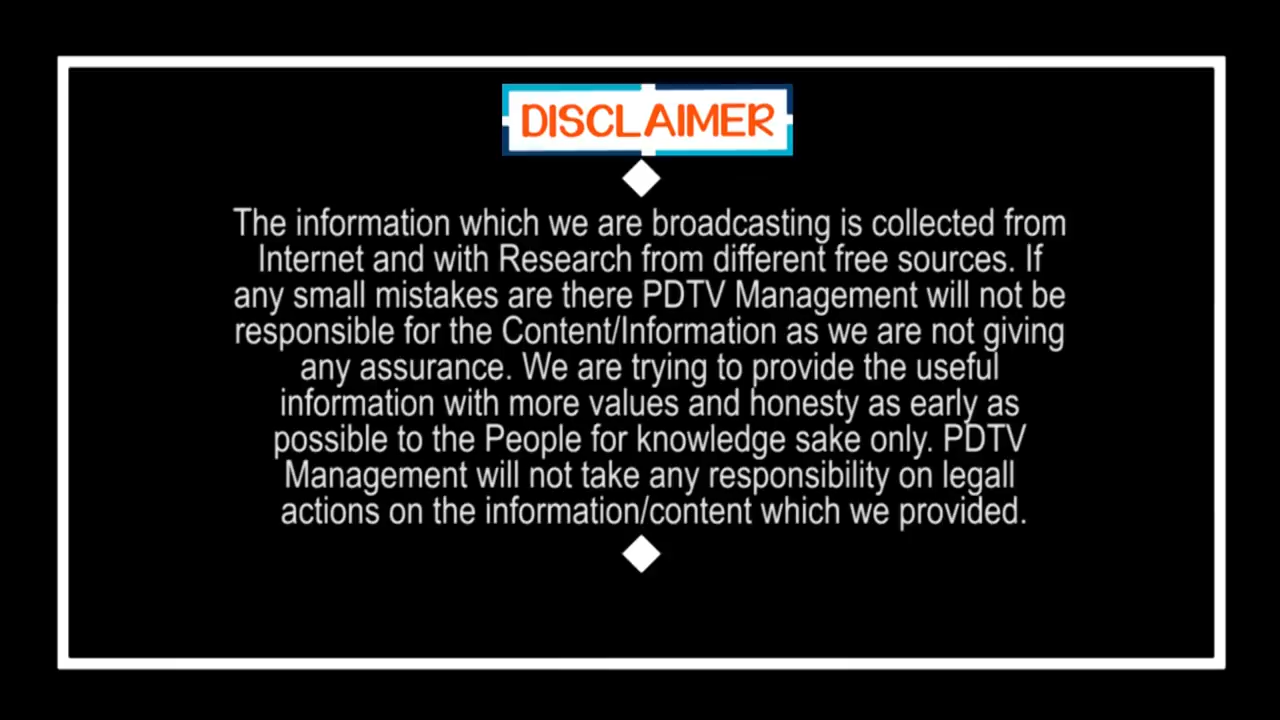 DISCLAIMER
The information which we are broadcasting is collected from
Internet and with Research from different free sources. If
any small mistakes are there PDTV Management will not be
responsible for the Content/Information as we are not giving
any assurance. We are trying to provide the useful
information with more values and honesty as early as
possible to the People for knowledge sake only. PDTV
Management will not take any responsibility on legall
actions on the information/content which we provided.